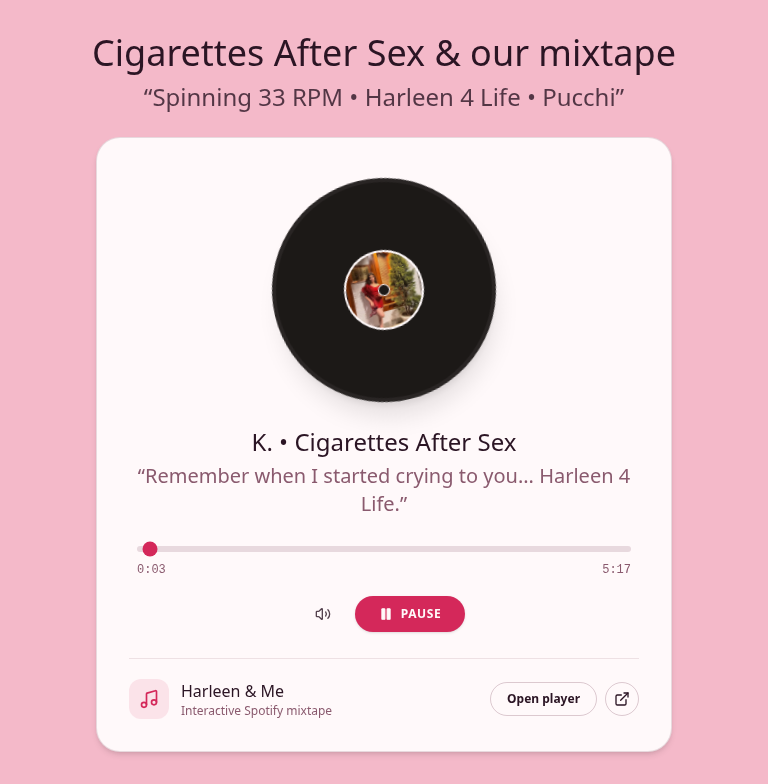 Cigarettes After Sex & our mixtape
“Spinning 33 RPM • Harleen 4 Life • Pucchi”
K. • Cigarettes After Sex
“Remember when I started crying to you… Harleen 4
Life.”
0:03
5:17
PAUSE
Harleen & Me
Interactive Spotify mixtape
Open player